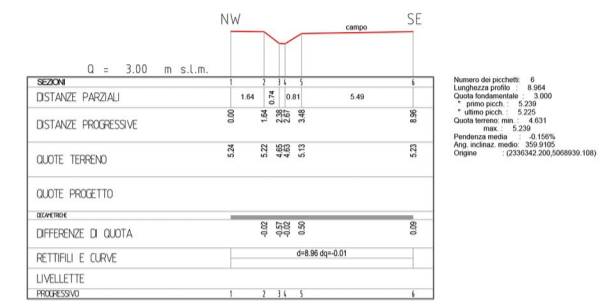 NW SE
campo
Q = 3.00 m s.l.m.
SEZIONI 1 2 3 4 5 6
DISTANZE PARZIALI 1.64 0.74 0.81 5.49
DISTANZE PROGRESSIVE 0.00 1.64 2.38 2.67 3.48 8.96
QUOTE TERRENO 5.24 5.22 4.65 4.63 5.13 5.23
QUOTE PROGETTO
DECAMETRICHE
DIFFERENZE DI QUOTA -0.02 -0.57 -0.02 0.50 0.09
RETTIFILI E CURVE d=8.96 dq=-0.01
LIVELLETTE
PROGRESSIVO 1 2 3 4 5 6
Numero dei picchetti: 6
Lunghezza profilo : 8.964
Quota fondamentale : 3.000
" primo picch. : 5.239
" ultimo picch. : 5.225
Quota terreno: min. : 4.631
max. : 5.239
Pendenza media : -0.156%
Ang. inclinaz. medio: 359.9105
Origine : (2336342.200,5068939.108)